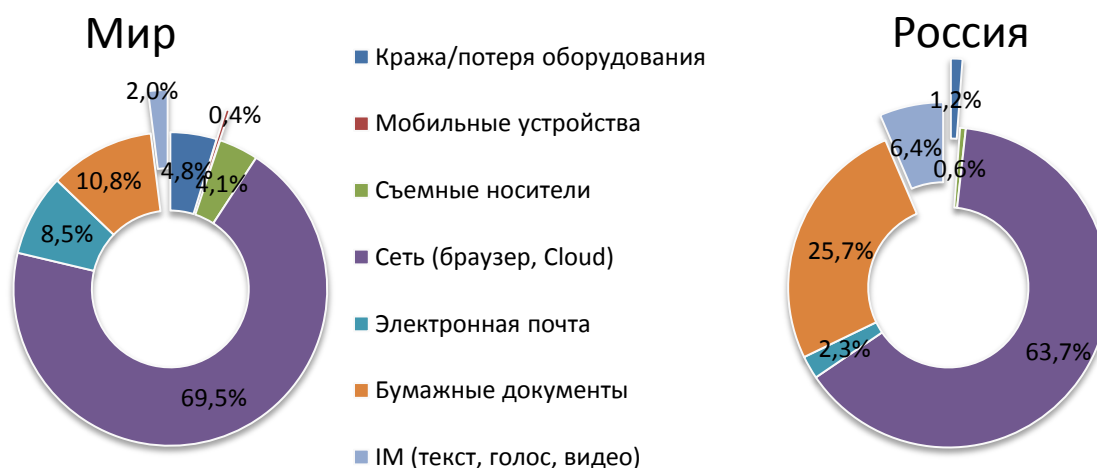 Мир
2,0%
0,4%
4,8%
4,1%
10,8%
8,5%
69,5%
Кража/потеря оборудования
Мобильные устройства
Съемные носители
Сеть (браузер, Cloud)
Электронная почта
Бумажные документы
IM (текст, голос, видео)
Россия
1,2%
6,4%
0,6%
25,7%
2,3%
63,7%